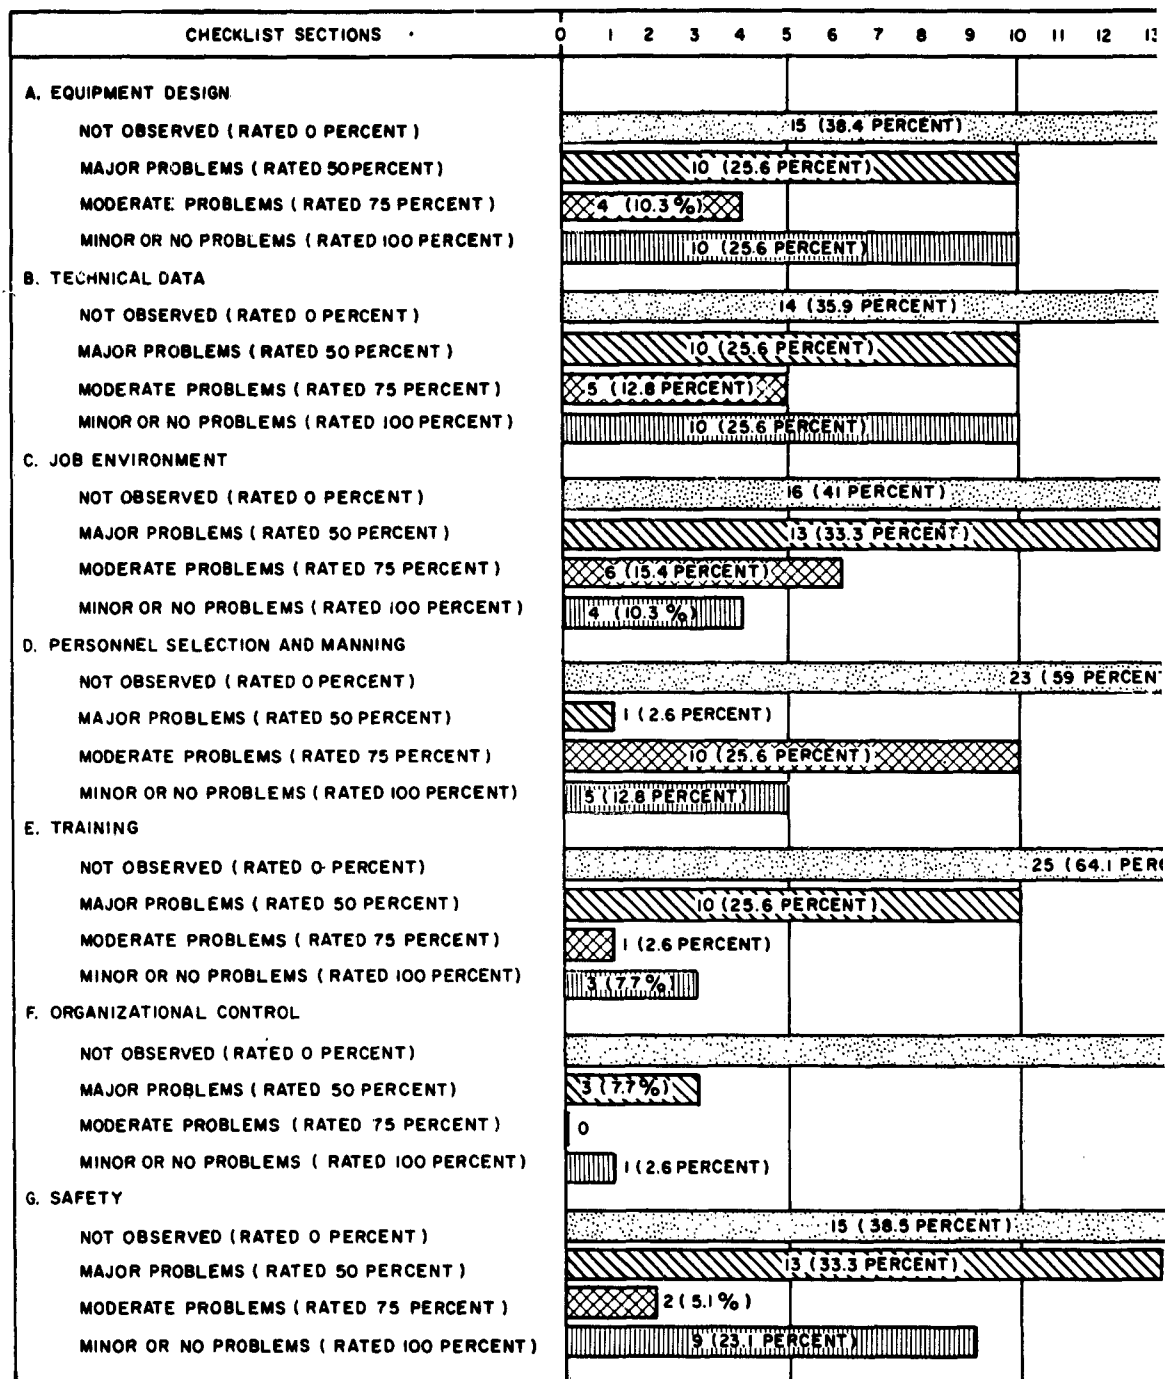 CHECKLIST SECTIONS 0 1 2 3 4 5 6 7 8 9 10 11 12 13
A. EQUIPMENT DESIGN
NOT OBSERVED (RATED 0 PERCENT) 15 (38.4 PERCENT)
MAJOR PROBLEMS (RATED 50 PERCENT) 10 (25.6 PERCENT)
MODERATE PROBLEMS (RATED 75 PERCENT) 4 (10.3 %)
MINOR OR NO PROBLEMS (RATED 100 PERCENT) 10 (25.6 PERCENT)
B. TECHNICAL DATA
NOT OBSERVED (RATED 0 PERCENT) 14 (35.9 PERCENT)
MAJOR PROBLEMS (RATED 50 PERCENT) 10 (25.6 PERCENT)
MODERATE PROBLEMS (RATED 75 PERCENT) 5 (12.8 PERCENT)
MINOR OR NO PROBLEMS (RATED 100 PERCENT) 10 (25.6 PERCENT)
C. JOB ENVIRONMENT
NOT OBSERVED (RATED 0 PERCENT) 16 (41 PERCENT)
MAJOR PROBLEMS (RATED 50 PERCENT) 13 (33.3 PERCENT)
MODERATE PROBLEMS (RATED 75 PERCENT) 6 (15.4 PERCENT)
MINOR OR NO PROBLEMS (RATED 100 PERCENT) 4 (10.3 %)
D. PERSONNEL SELECTION AND MANNING
NOT OBSERVED (RATED 0 PERCENT) 23 (59 PERCENT
MAJOR PROBLEMS (RATED 50 PERCENT) 1 (2.6 PERCENT)
MODERATE PROBLEMS (RATED 75 PERCENT) 10 (25.6 PERCENT)
MINOR OR NO PROBLEMS (RATED 100 PERCENT) 5 (12.8 PERCENT)
E. TRAINING
NOT OBSERVED (RATED 0 PERCENT) 25 (64.1 PERC
MAJOR PROBLEMS (RATED 50 PERCENT) 10 (25.6 PERCENT)
MODERATE PROBLEMS (RATED 75 PERCENT) 1 (2.6 PERCENT)
MINOR OR NO PROBLEMS (RATED 100 PERCENT) 3 (7.7 %)
F. ORGANIZATIONAL CONTROL
NOT OBSERVED (RATED 0 PERCENT)
MAJOR PROBLEMS (RATED 50 PERCENT) 3 (7.7 %)
MODERATE PROBLEMS (RATED 75 PERCENT) 0
MINOR OR NO PROBLEMS (RATED 100 PERCENT) 1 (2.6 PERCENT)
G. SAFETY
NOT OBSERVED (RATED 0 PERCENT) 15 (38.5 PERCENT)
MAJOR PROBLEMS (RATED 50 PERCENT) 13 (33.3 PERCENT)
MODERATE PROBLEMS (RATED 75 PERCENT) 2 (5.1 %)
MINOR OR NO PROBLEMS (RATED 100 PERCENT) 9 (23.1 PERCENT)